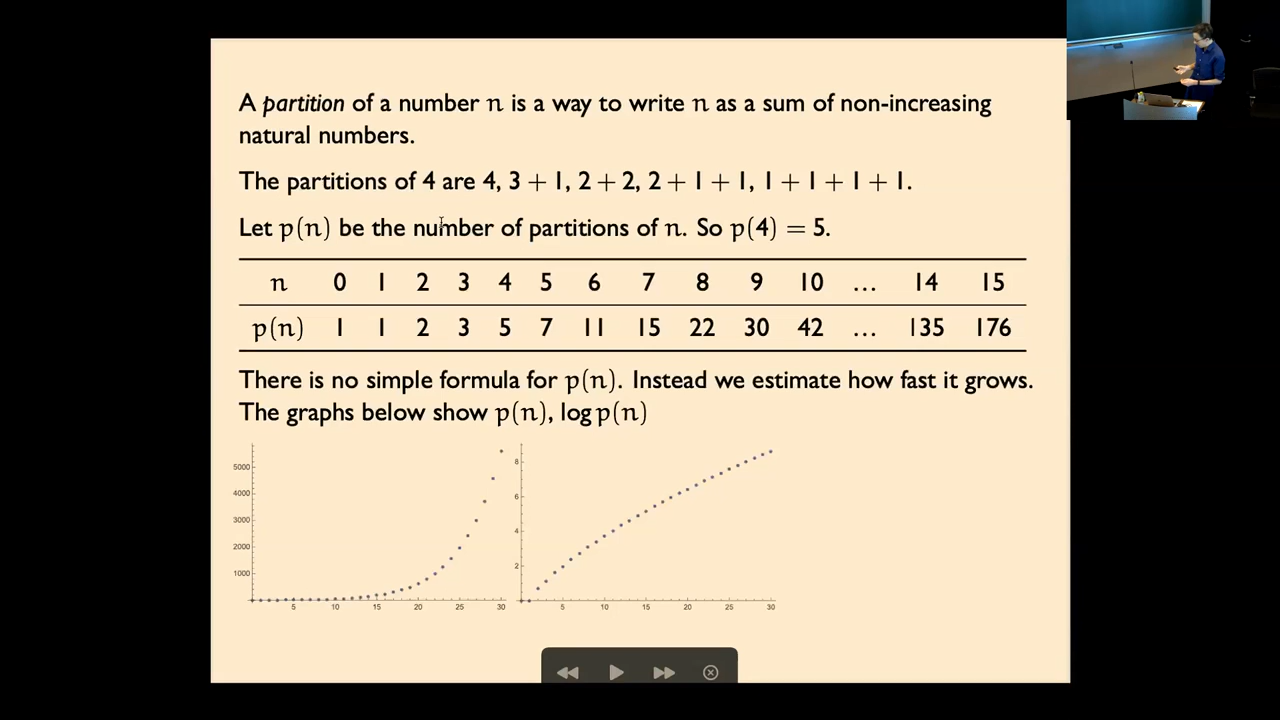 A partition of a number n is a way to write n as a sum of non-increasing
natural numbers.
The partitions of 4 are 4, 3 + 1, 2 + 2, 2 + 1 + 1, 1 + 1 + 1 + 1.
Let p(n) be the number of partitions of n. So p(4) = 5.
n 0 1 2 3 4 5 6 7 8 9 10 … 14 15
p(n) 1 1 2 3 5 7 11 15 22 30 42 … 135 176
There is no simple formula for p(n). Instead we estimate how fast it grows.
The graphs below show p(n), log p(n)
5000
4000
3000
2000
1000
5 10 15 20 25 30
8
6
4
2
5 10 15 20 25 30